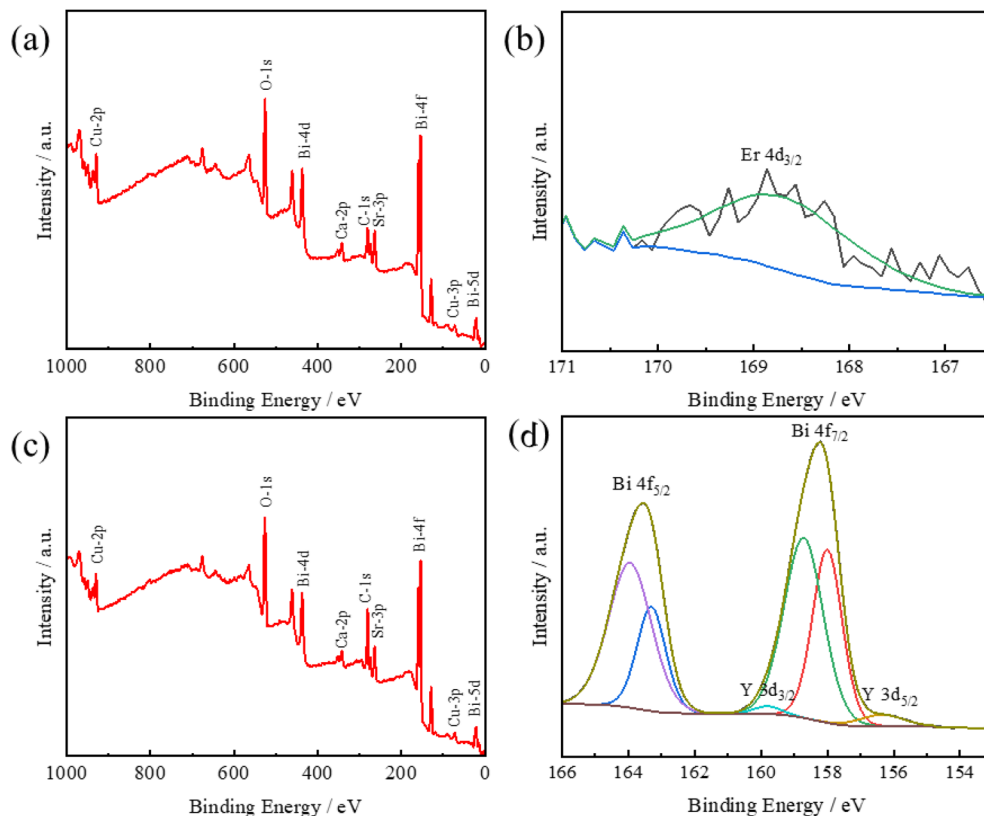 (a)
Cu-2p
O-1s
Bi-4d
Ca-2p
C-1s
Sr-3p
Bi-4f
Cu-3p
Bi-5d
Intensity / a.u.
1000 800 600 400 200 0
Binding Energy / eV
(b)
Er 4d3/2
Intensity / a.u.
171 170 169 168 167
Binding Energy / eV
(c)
Cu-2p
O-1s
Bi-4d
Ca-2p
C-1s
Sr-3p
Bi-4f
Cu-3p
Bi-5d
Intensity / a.u.
1000 800 600 400 200 0
Binding Energy / eV
(d)
Bi 4f7/2
Bi 4f5/2
Y 3d3/2 Y 3d5/2
Intensity / a.u.
166 164 162 160 158 156 154
Binding Energy / eV